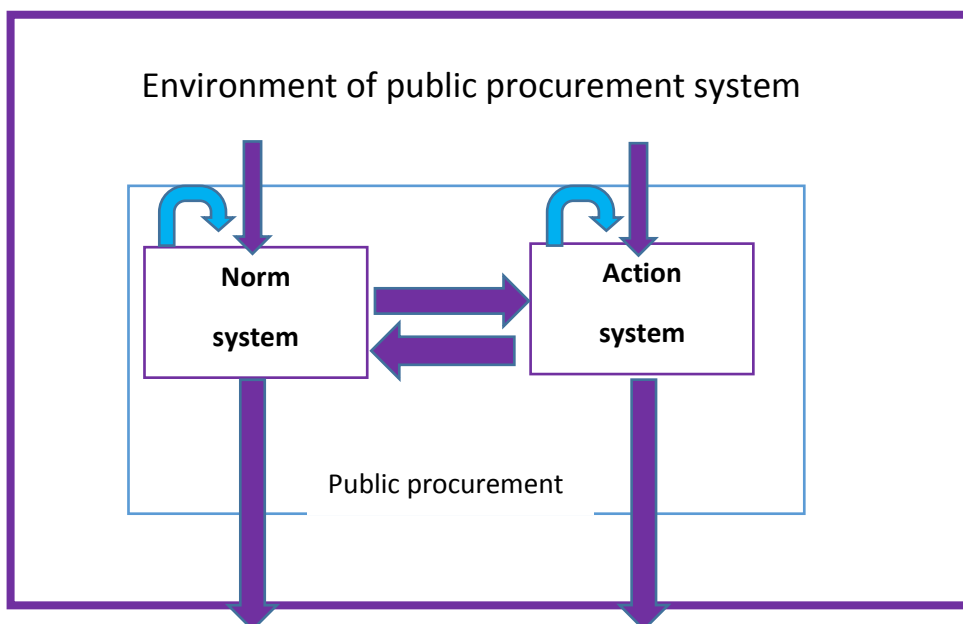 Environment of public procurement system
Norm
system
Action
system
Public procurement